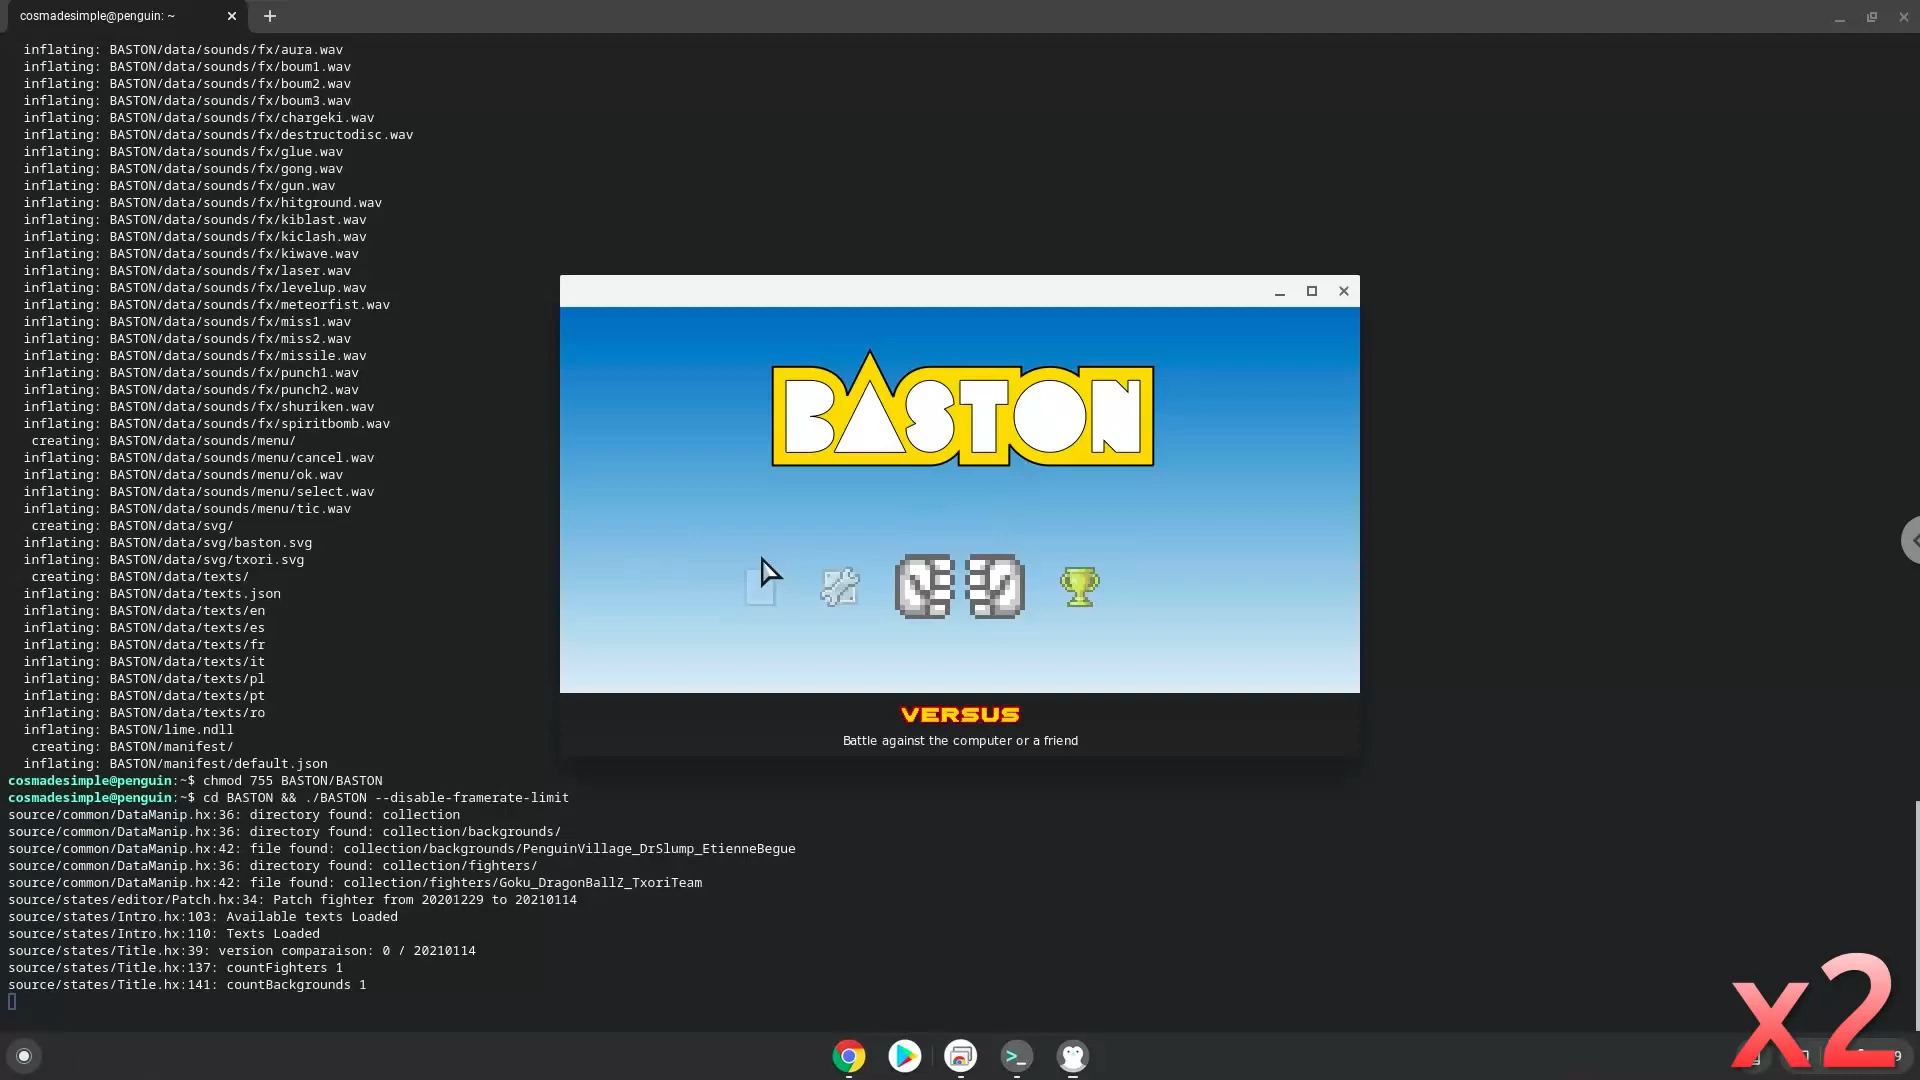 cosmadesimple@penguin: ~
inflating: BASTON/data/sounds/fx/aura.wav
inflating: BASTON/data/sounds/fx/boum1.wav
inflating: BASTON/data/sounds/fx/boum2.wav
inflating: BASTON/data/sounds/fx/boum3.wav
inflating: BASTON/data/sounds/fx/chargeki.wav
inflating: BASTON/data/sounds/fx/destructodisc.wav
inflating: BASTON/data/sounds/fx/glue.wav
inflating: BASTON/data/sounds/fx/gong.wav
inflating: BASTON/data/sounds/fx/gun.wav
inflating: BASTON/data/sounds/fx/hitground.wav
inflating: BASTON/data/sounds/fx/kiblast.wav
inflating: BASTON/data/sounds/fx/kiclash.wav
inflating: BASTON/data/sounds/fx/kiwave.wav
inflating: BASTON/data/sounds/fx/laser.wav
inflating: BASTON/data/sounds/fx/levelup.wav
inflating: BASTON/data/sounds/fx/meteorfist.wav
inflating: BASTON/data/sounds/fx/miss1.wav
inflating: BASTON/data/sounds/fx/miss2.wav
inflating: BASTON/data/sounds/fx/missile.wav
inflating: BASTON/data/sounds/fx/punch1.wav
inflating: BASTON/data/sounds/fx/punch2.wav
inflating: BASTON/data/sounds/fx/shuriken.wav
inflating: BASTON/data/sounds/fx/spiritbomb.wav
creating: BASTON/data/sounds/menu/
inflating: BASTON/data/sounds/menu/cancel.wav
inflating: BASTON/data/sounds/menu/ok.wav
inflating: BASTON/data/sounds/menu/select.wav
inflating: BASTON/data/sounds/menu/tic.wav
creating: BASTON/data/svg/
inflating: BASTON/data/svg/baston.svg
inflating: BASTON/data/svg/txori.svg
creating: BASTON/data/texts/
inflating: BASTON/data/texts.json
inflating: BASTON/data/texts/en
inflating: BASTON/data/texts/es
inflating: BASTON/data/texts/fr
inflating: BASTON/data/texts/it
inflating: BASTON/data/texts/pl
inflating: BASTON/data/texts/pt
inflating: BASTON/data/texts/ro
inflating: BASTON/lime.ndll
creating: BASTON/manifest/
inflating: BASTON/manifest/default.json
cosmadesimple@penguin:~$ chmod 755 BASTON/BASTON
cosmadesimple@penguin:~$ cd BASTON && ./BASTON --disable-framerate-limit
source/common/DataManip.hx:36: directory found: collection
source/common/DataManip.hx:36: directory found: collection/backgrounds/
source/common/DataManip.hx:42: file found: collection/backgrounds/PenguinVillage_DrSlump_EtienneBegue
source/common/DataManip.hx:36: directory found: collection/fighters/
source/common/DataManip.hx:42: file found: collection/fighters/Goku_DragonBallZ_TxoriTeam
source/states/editor/Patch.hx:34: Patch fighter from 20201229 to 20210114
source/states/Intro.hx:103: Available texts Loaded
source/states/Intro.hx:110: Texts Loaded
source/states/Title.hx:39: version comparaison: 0 / 20210114
source/states/Title.hx:137: countFighters 1
source/states/Title.hx:141: countBackgrounds 1
BASTON
VERSUS
Battle against the computer or a friend
x2